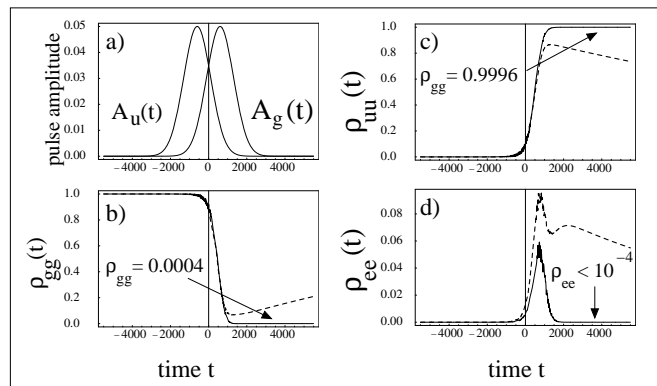 a)
pulse amplitude
A_u(t)
A_g(t)
0.05
0.04
0.03
0.02
0.01
0.0
−4000 −2000 0 2000 4000
b)
ρ_gg(t)
ρ_gg = 0.0004
1.0
0.8
0.6
0.4
0.2
0.0
−4000 −2000 0 2000 4000
time t
c)
ρ_uu(t)
ρ_gg = 0.9996
1.0
0.8
0.6
0.4
0.2
0.0
−4000 −2000 0 2000 4000
d)
ρ_ee(t)
ρ_ee < 10^−4
0.08
0.06
0.04
0.02
0.00
−4000 −2000 0 2000 4000
time t